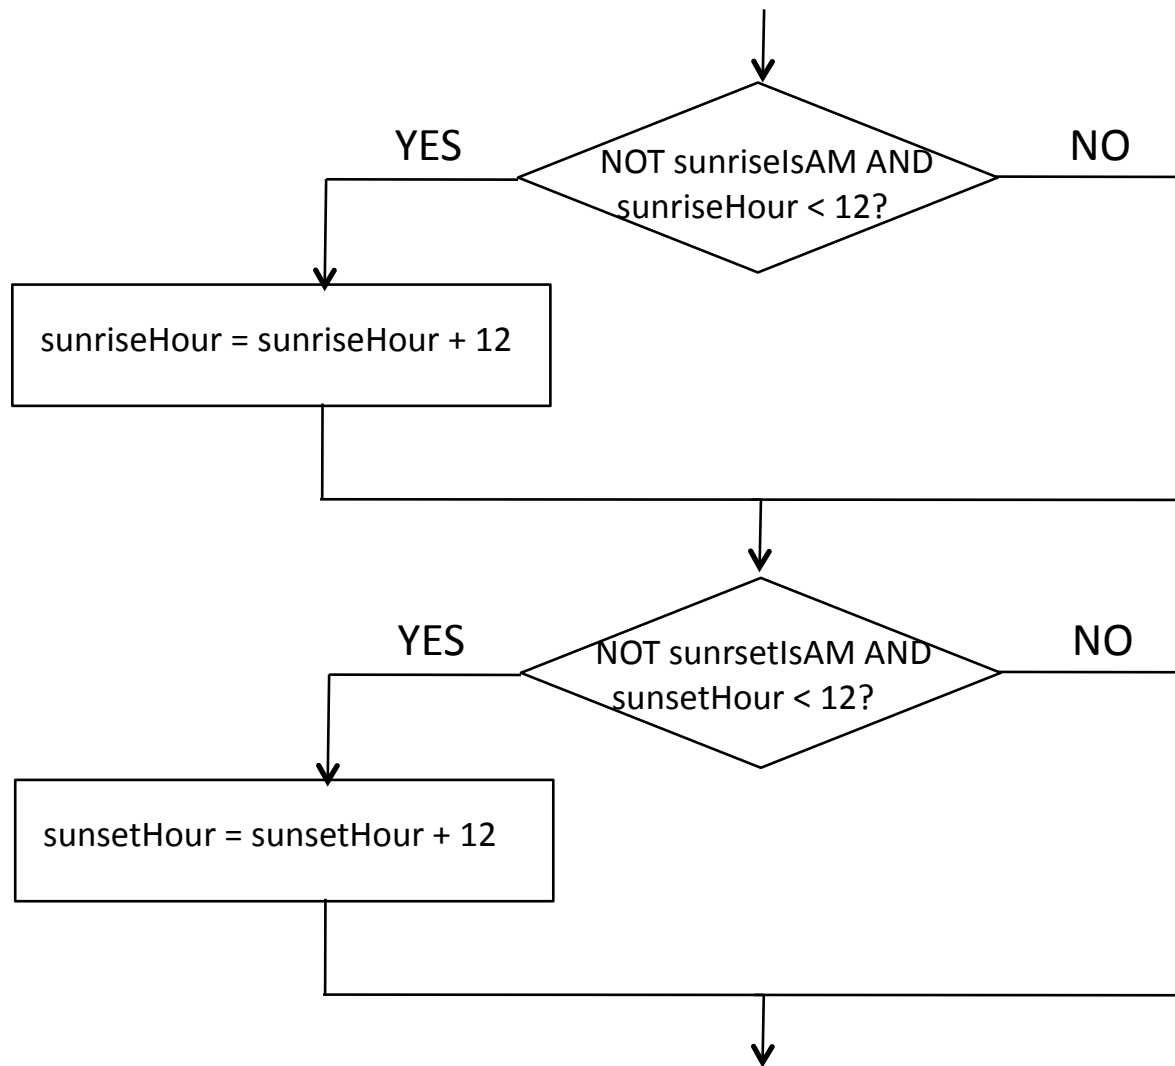 YES
NO
NOT sunriseIsAM AND
sunriseHour < 12?
sunriseHour = sunriseHour + 12
YES
NO
NOT sunrsetIsAM AND
sunsetHour < 12?
sunsetHour = sunsetHour + 12